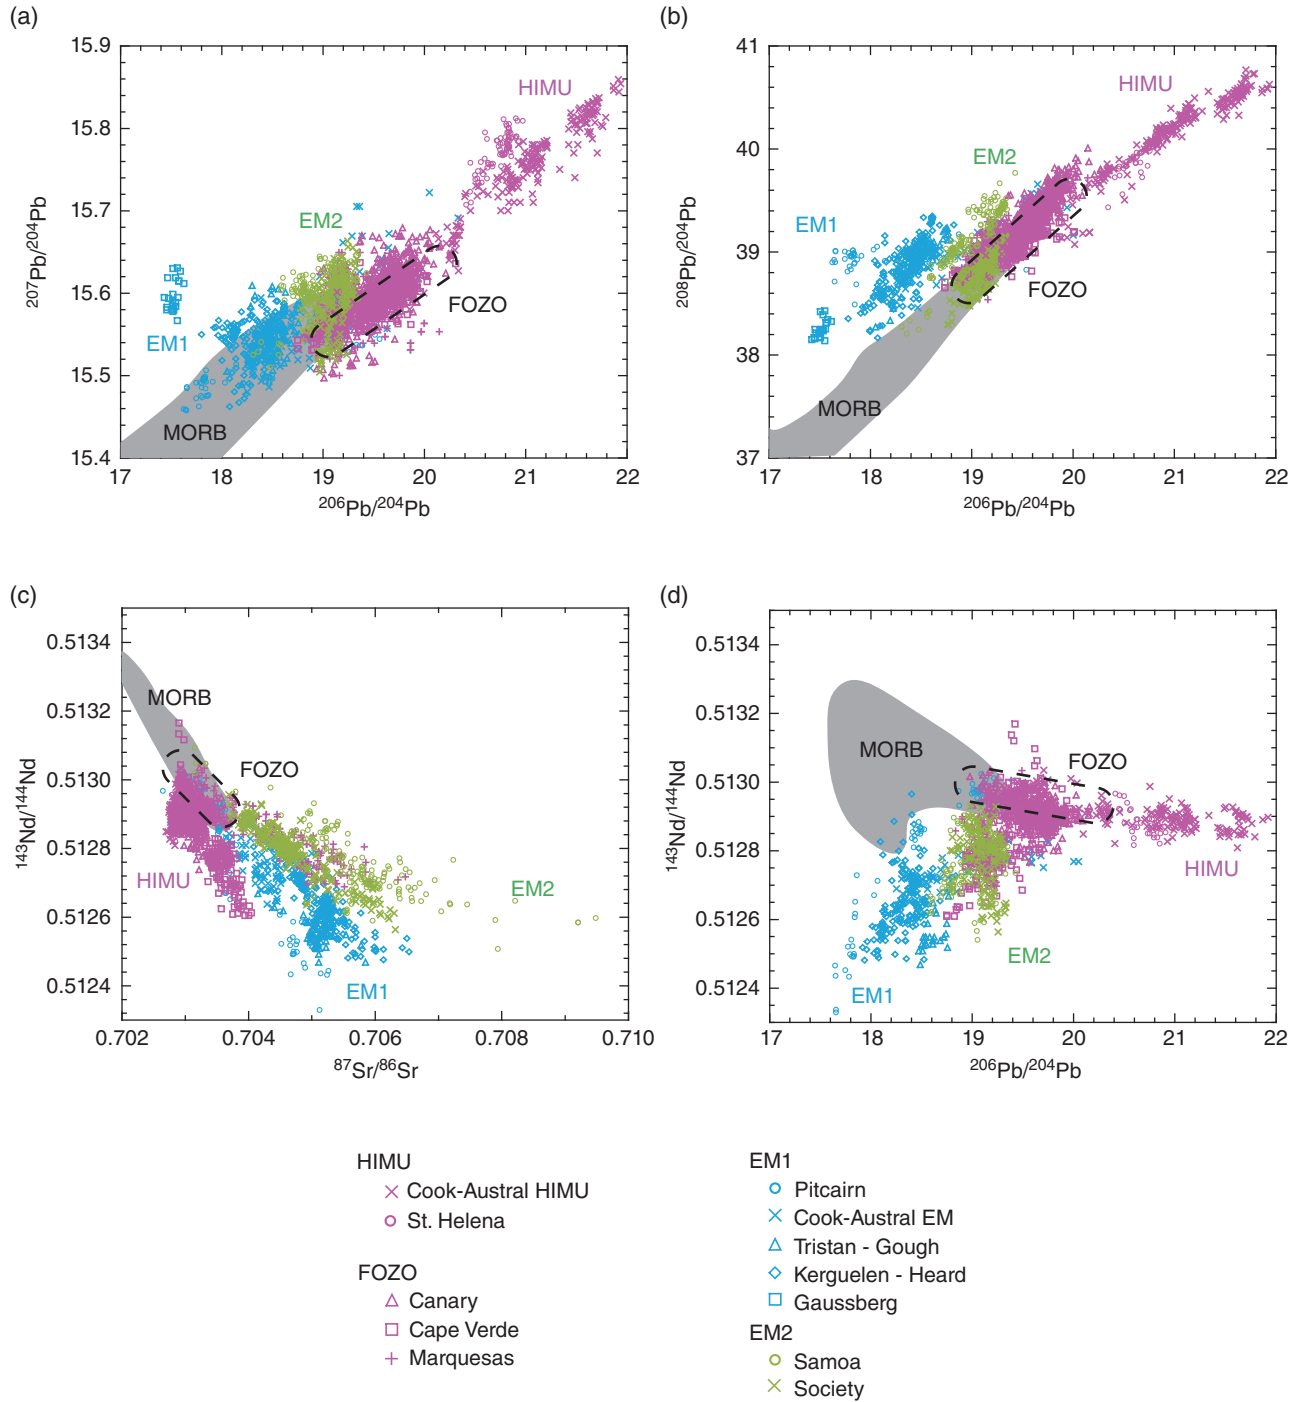 (a)
15.9
15.8
15.7
15.6
15.5
15.4
²⁰⁷Pb/²⁰⁴Pb
HIMU
EM2
EM1
FOZO
MORB
17 18 19 20 21 22
²⁰⁶Pb/²⁰⁴Pb
(b)
41
40
39
38
37
²⁰⁸Pb/²⁰⁴Pb
HIMU
EM2
EM1
FOZO
MORB
17 18 19 20 21 22
²⁰⁶Pb/²⁰⁴Pb
(c)
0.5134
0.5132
0.5130
0.5128
0.5126
0.5124
¹⁴³Nd/¹⁴⁴Nd
MORB
FOZO
HIMU
EM2
EM1
0.702 0.704 0.706 0.708 0.710
⁸⁷Sr/⁸⁶Sr
(d)
0.5134
0.5132
0.5130
0.5128
0.5126
0.5124
¹⁴³Nd/¹⁴⁴Nd
MORB
FOZO
HIMU
EM2
EM1
17 18 19 20 21 22
²⁰⁶Pb/²⁰⁴Pb
HIMU
Cook-Austral HIMU
St. Helena
FOZO
Canary
Cape Verde
Marquesas
EM1
Pitcairn
Cook-Austral EM
Tristan - Gough
Kerguelen - Heard
Gaussberg
EM2
Samoa
Society